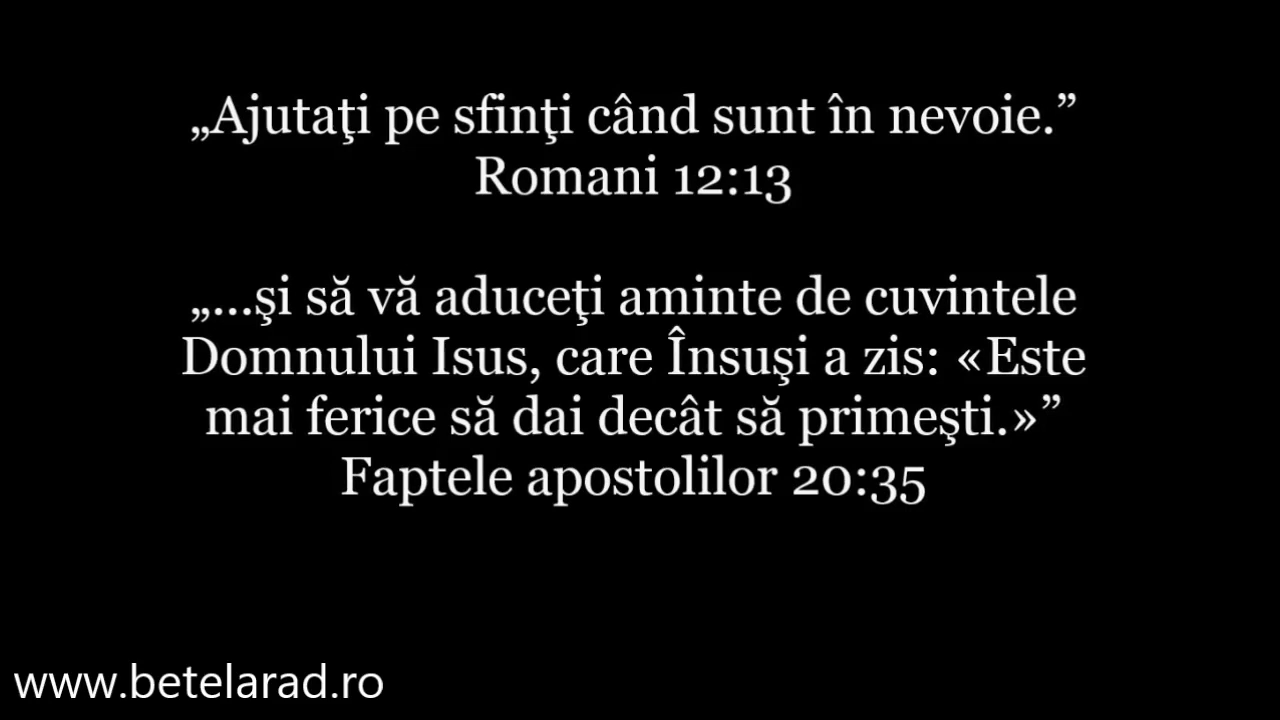 „Ajutaţi pe sfinţi când sunt în nevoie.”
Romani 12:13
„...şi să vă aduceţi aminte de cuvintele
Domnului Isus, care Însuşi a zis: «Este
mai ferice să dai decât să primeşti.»”
Faptele apostolilor 20:35
www.betelarad.ro